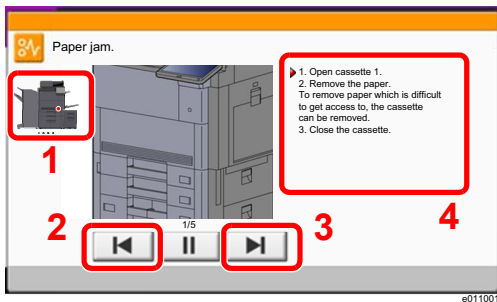 Paper jam.
1. Open cassette 1.
2. Remove the paper.
To remove paper which is difficult
to get access to, the cassette
can be removed.
3. Close the cassette.
1
2
1/5
3
4
e011001